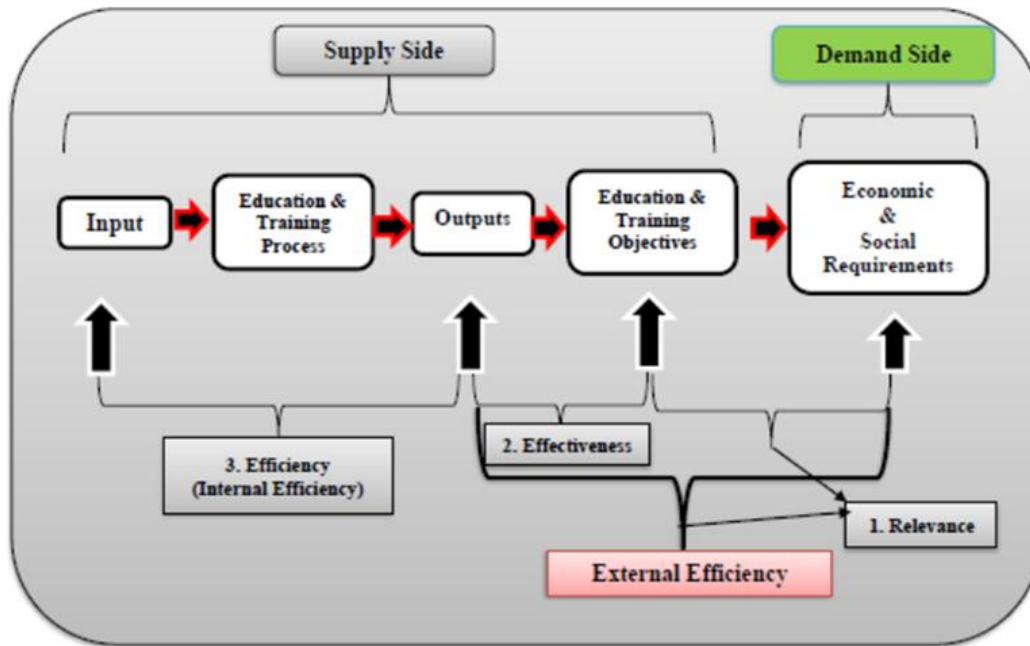 Supply Side
Demand Side
Input
Education &
Training
Process
Outputs
Education &
Training
Objectives
Economic
&
Social
Requirements
3. Efficiency
(Internal Efficiency)
2. Effectiveness
1. Relevance
External Efficiency